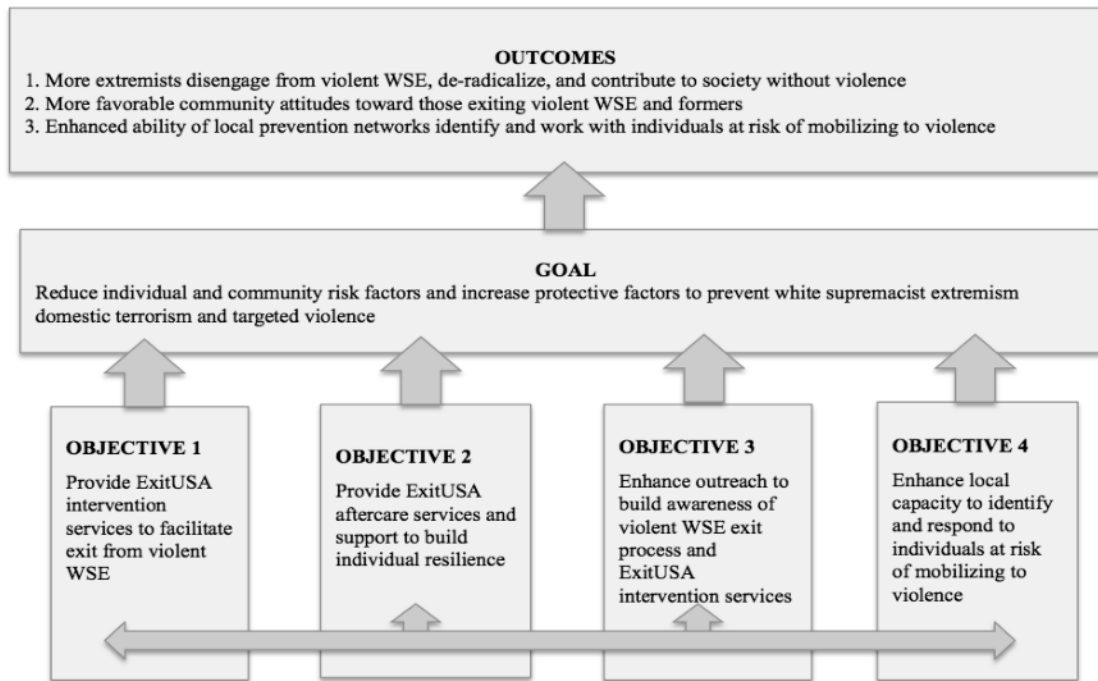 OUTCOMES
1. More extremists disengage from violent WSE, de-radicalize, and contribute to society without violence
2. More favorable community attitudes toward those exiting violent WSE and formers
3. Enhanced ability of local prevention networks identify and work with individuals at risk of mobilizing to violence
GOAL
Reduce individual and community risk factors and increase protective factors to prevent white supremacist extremism
domestic terrorism and targeted violence
OBJECTIVE 1
Provide ExitUSA
intervention
services to facilitate
exit from violent
WSE
OBJECTIVE 2
Provide ExitUSA
aftercare services and
support to build
individual resilience
OBJECTIVE 3
Enhance outreach to
build awareness of
violent WSE exit
process and
ExitUSA
intervention services
OBJECTIVE 4
Enhance local
capacity to identify
and respond to
individuals at risk
of mobilizing to
violence